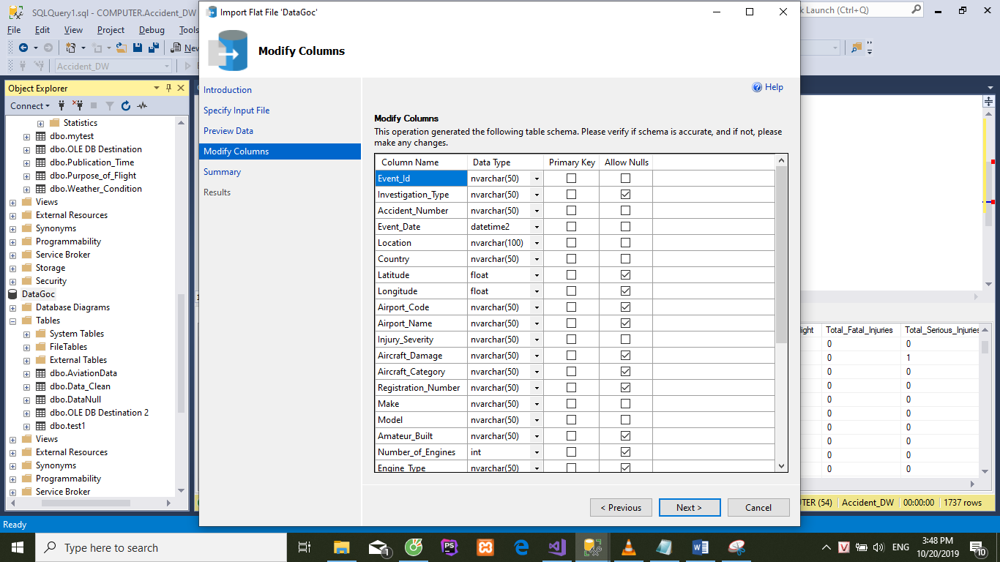 SQLQuery1.sql - COMPUTER.Accident_DW
Import Flat File 'DataGoc'
k Launch (Ctrl+Q)
File Edit View Project Debug Tools
New
Accident_DW
Modify Columns
Object Explorer
Connect
Statistics
dbo.mytest
dbo.OLE DB Destination
dbo.Publication_Time
dbo.Purpose_of_Flight
dbo.Weather_Condition
Views
External Resources
Synonyms
Programmability
Service Broker
Storage
Security
DataGoc
Database Diagrams
Tables
System Tables
FileTables
External Tables
dbo.AviationData
dbo.Data_Clean
dbo.DataNull
dbo.OLE DB Destination 2
dbo.test1
Views
External Resources
Synonyms
Programmability
Service Broker
Introduction
Specify Input File
Preview Data
Modify Columns
Summary
Results
Help
Modify Columns
This operation generated the following table schema. Please verify if schema is accurate, and if not, please
make any changes.
Column Name Data Type Primary Key Allow Nulls
Event_Id nvarchar(50)
Investigation_Type nvarchar(50)
Accident_Number nvarchar(50)
Event_Date datetime2
Location nvarchar(100)
Country nvarchar(50)
Latitude float
Longitude float
Airport_Code nvarchar(50)
Airport_Name nvarchar(50)
Injury_Severity nvarchar(50)
Aircraft_Damage nvarchar(50)
Aircraft_Category nvarchar(50)
Registration_Number nvarchar(50)
Make nvarchar(50)
Model nvarchar(50)
Amateur_Built nvarchar(50)
Number_of_Engines int
Engine_Type nvarchar(50)
< Previous Next > Cancel
light Total_Fatal_Injuries Total_Serious_Injuries
0 0
0 1
0 0
0 0
0 0
0 0
0 0
0 0
0 0
0 0
UTER (54) Accident_DW 00:00:00 1737 rows
Ready
Type here to search
1
PS
W
V
ENG
3:48 PM
10/20/2019
10